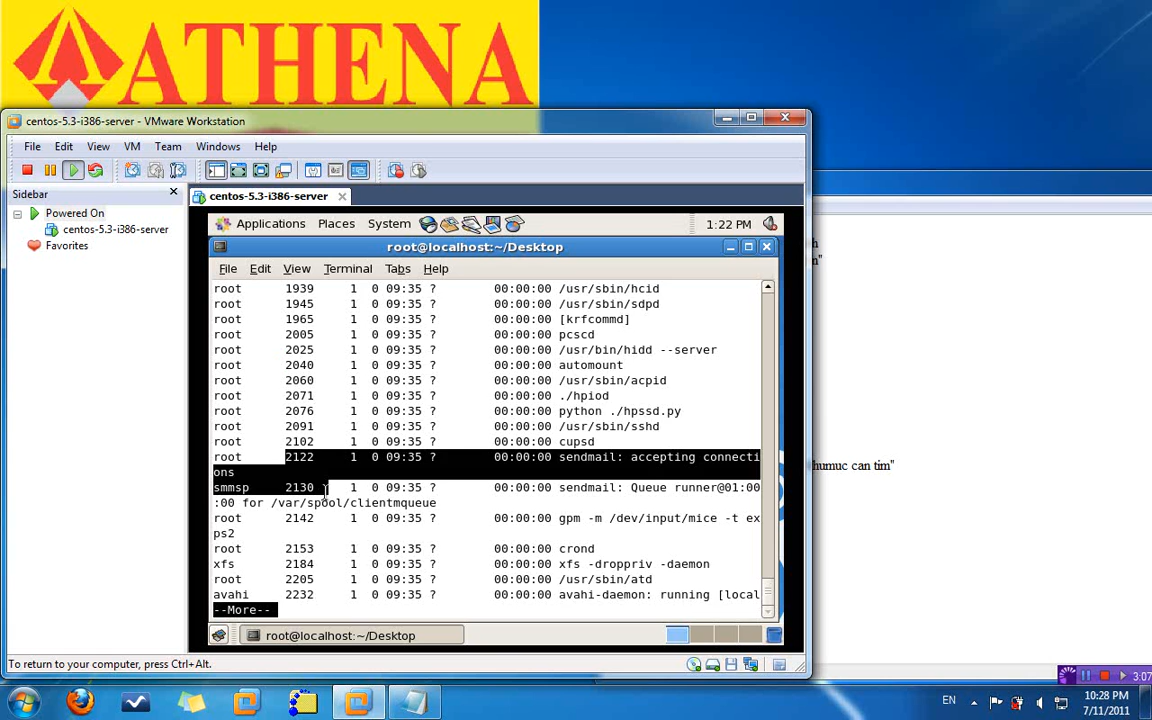 ATHENA
centos-5.3-i386-server - VMware Workstation
File Edit View VM Team Windows Help
Sidebar
Powered On
centos-5.3-i386-server
Favorites
centos-5.3-i386-server
Applications Places System 1:22 PM
root@localhost:~/Desktop
File Edit View Terminal Tabs Help
root 1939 1 0 09:35 ? 00:00:00 /usr/sbin/hcid
root 1945 1 0 09:35 ? 00:00:00 /usr/sbin/sdpd
root 1965 1 0 09:35 ? 00:00:00 [krfcommd]
root 2005 1 0 09:35 ? 00:00:00 pcscd
root 2025 1 0 09:35 ? 00:00:00 /usr/bin/hidd --server
root 2040 1 0 09:35 ? 00:00:00 automount
root 2060 1 0 09:35 ? 00:00:00 /usr/sbin/acpid
root 2071 1 0 09:35 ? 00:00:00 ./hpiod
root 2076 1 0 09:35 ? 00:00:00 python ./hpssd.py
root 2091 1 0 09:35 ? 00:00:00 /usr/sbin/sshd
root 2102 1 0 09:35 ? 00:00:00 cupsd
root 2122 1 0 09:35 ? 00:00:00 sendmail: accepting connecti
ons
smmsp 2130 1 0 09:35 ? 00:00:00 sendmail: Queue runner@01:00
:00 for /var/spool/clientmqueue
root 2142 1 0 09:35 ? 00:00:00 gpm -m /dev/input/mice -t ex
ps2
root 2153 1 0 09:35 ? 00:00:00 crond
xfs 2184 1 0 09:35 ? 00:00:00 xfs -droppriv -daemon
root 2205 1 0 09:35 ? 00:00:00 /usr/sbin/atd
avahi 2232 1 0 09:35 ? 00:00:00 avahi-daemon: running [local
--More--
root@localhost:~/Desktop
To return to your computer, press Ctrl+Alt.
h
n"
humuc can tim"
3:07
EN
10:28 PM
7/11/2011